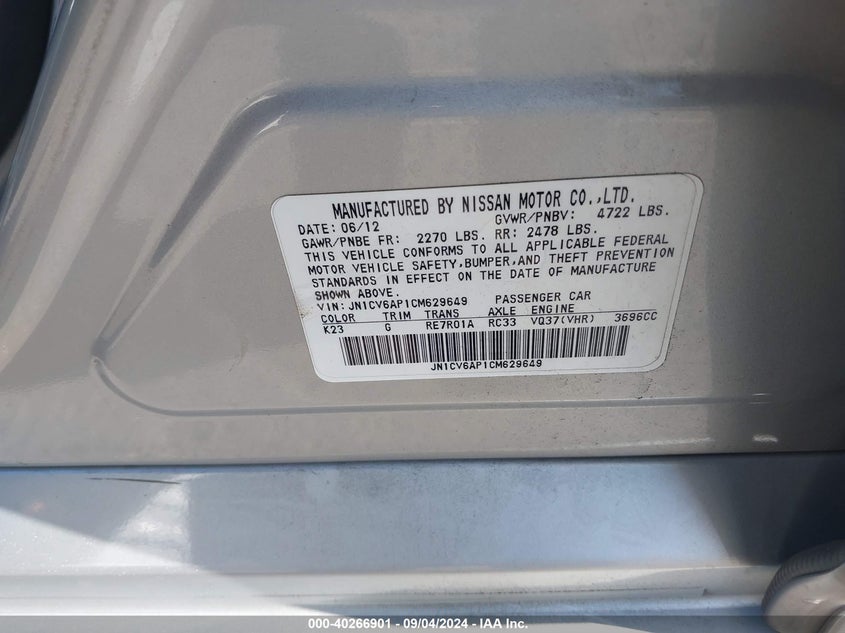 MANUFACTURED BY NISSAN MOTOR CO.,LTD.
DATE: 06/12 GVWR/PNBV: 4722 LBS.
GAWR/PNBE FR: 2270 LBS. RR: 2478 LBS.
THIS VEHICLE CONFORMS TO ALL APPLICABLE FEDERAL
MOTOR VEHICLE SAFETY,BUMPER,AND THEFT PREVENTION
STANDARDS IN EFFECT ON THE DATE OF MANUFACTURE
SHOWN ABOVE.
VIN: JN1CV6AP1CM629649 PASSENGER CAR
COLOR TRIM TRANS AXLE ENGINE
K23 G RE7R01A RC33 VQ37(VHR) 3696CC
JN1CV6AP1CM629649
000-40266901 - 09/04/2024 - IAA Inc.